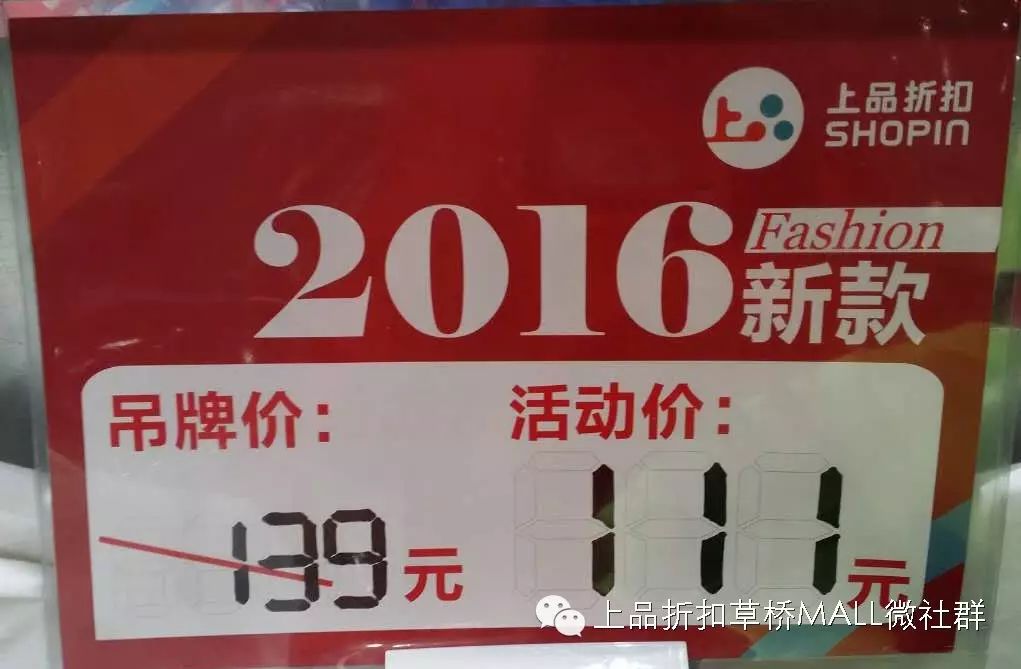 上品折扣
SHOPIN
2016 Fashion
新款
吊牌价: 活动价:
139元 111元
上品折扣草桥MALL微社群